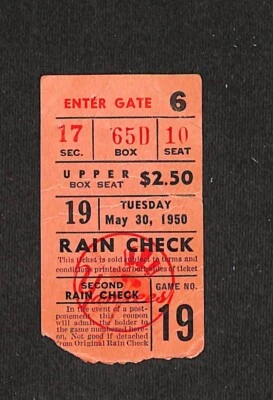 ENTER GATE 6
17 65D 10
SEC. BOX SEAT
UPPER
BOX SEAT $2.50
19 TUESDAY
May 30, 1950
RAIN CHECK
This ticket is sold subject to terms and
conditions printed on both sides of ticket
SECOND
RAIN CHECK
GAME NO.
19
In the event of a post-
ponement this coupon
will admit the holder to
the game numbered here-
on. Not good if detached
from Original Rain Check
Yankees